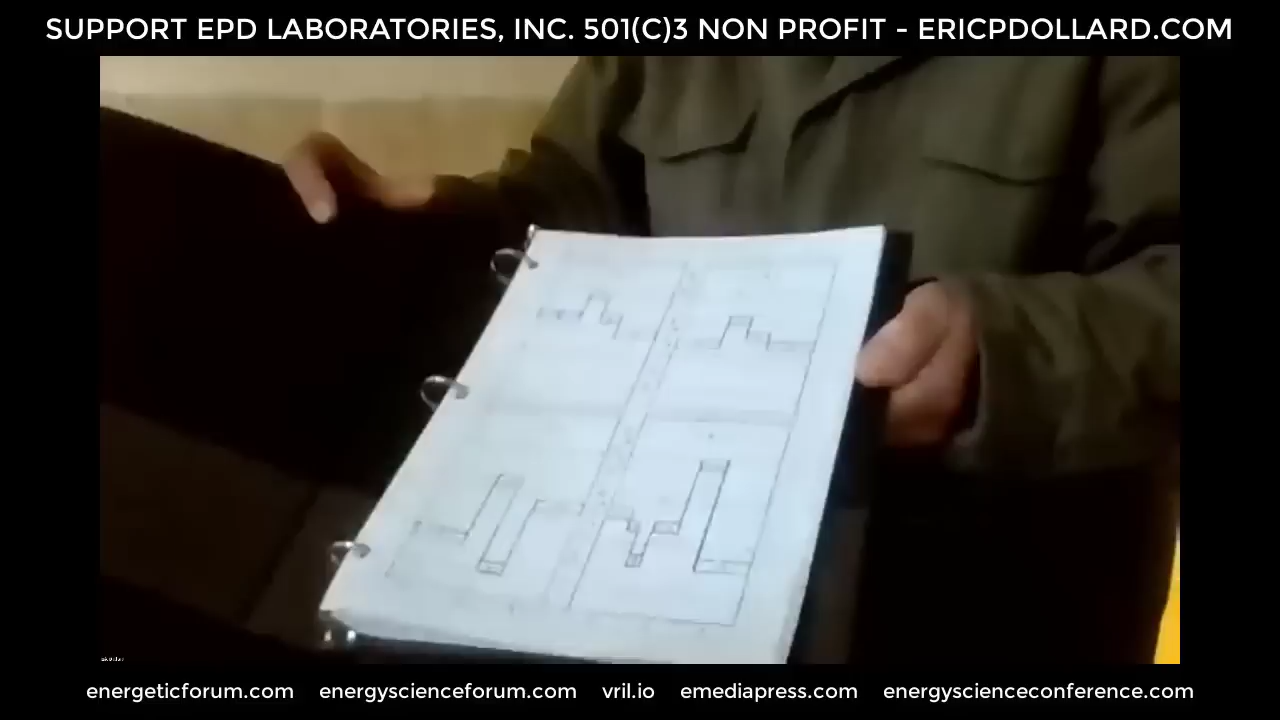 SUPPORT EPD LABORATORIES, INC. 501(C)3 NON PROFIT - ERICPDOLLARD.COM
energeticforum.com energyscienceforum.com vril.io emediapress.com energyscienceconference.com